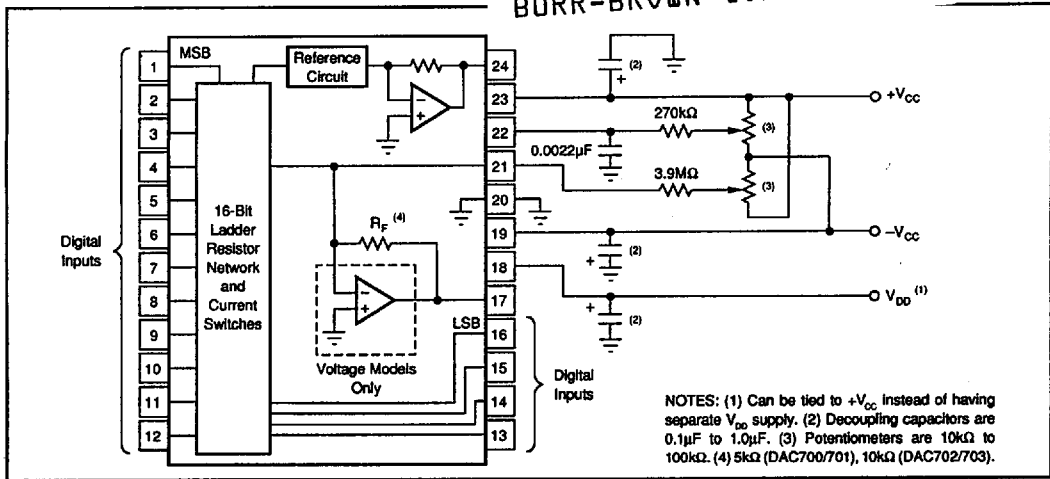 BURR-BROWN
1
2
3
4
5
6
7
8
9
10
11
12
Digital
Inputs
MSB
16-Bit
Ladder
Resistor
Network
and
Current
Switches
Reference
Circuit
R_F (4)
Voltage Models
Only
LSB
24
23
22
21
20
19
18
17
16
15
14
13
Digital
Inputs
(2)
+
+V_CC
270kΩ
(3)
0.0022µF
3.9MΩ
(3)
−V_CC
+
(2)
V_DD (1)
+
(2)
NOTES: (1) Can be tied to +V_CC instead of having
separate V_DD supply. (2) Decoupling capacitors are
0.1µF to 1.0µF. (3) Potentiometers are 10kΩ to
100kΩ. (4) 5kΩ (DAC700/701), 10kΩ (DAC702/703).